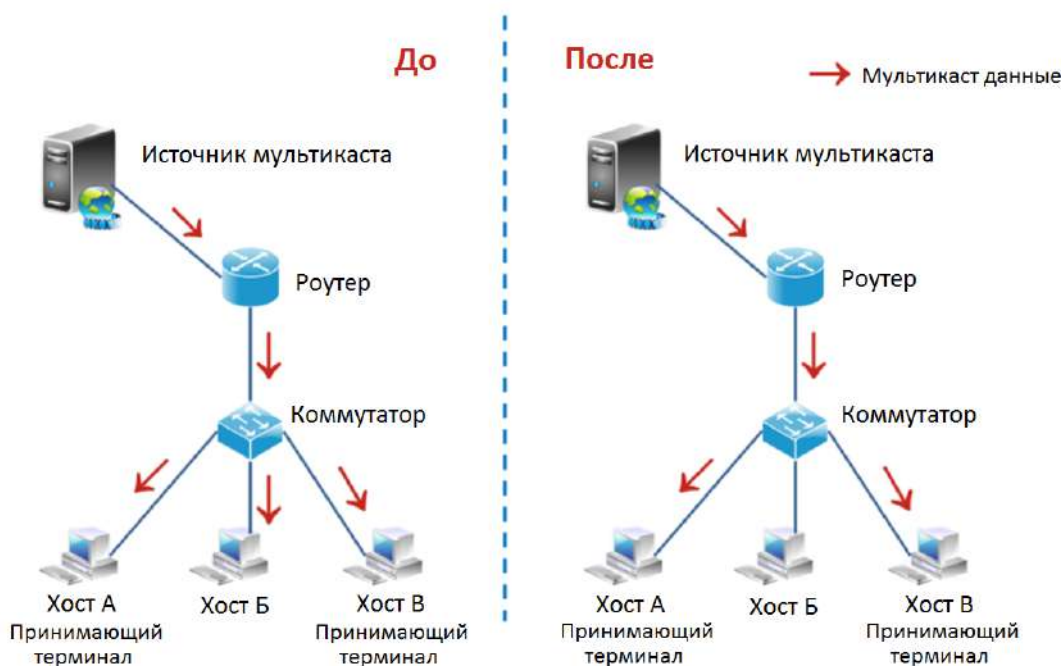 До
После
Мультикаст данные
Источник мультикаста
Источник мультикаста
Роутер
Роутер
Коммутатор
Коммутатор
Хост А
Принимающий
терминал
Хост Б
Хост В
Принимающий
терминал
Хост А
Принимающий
терминал
Хост Б
Хост В
Принимающий
терминал